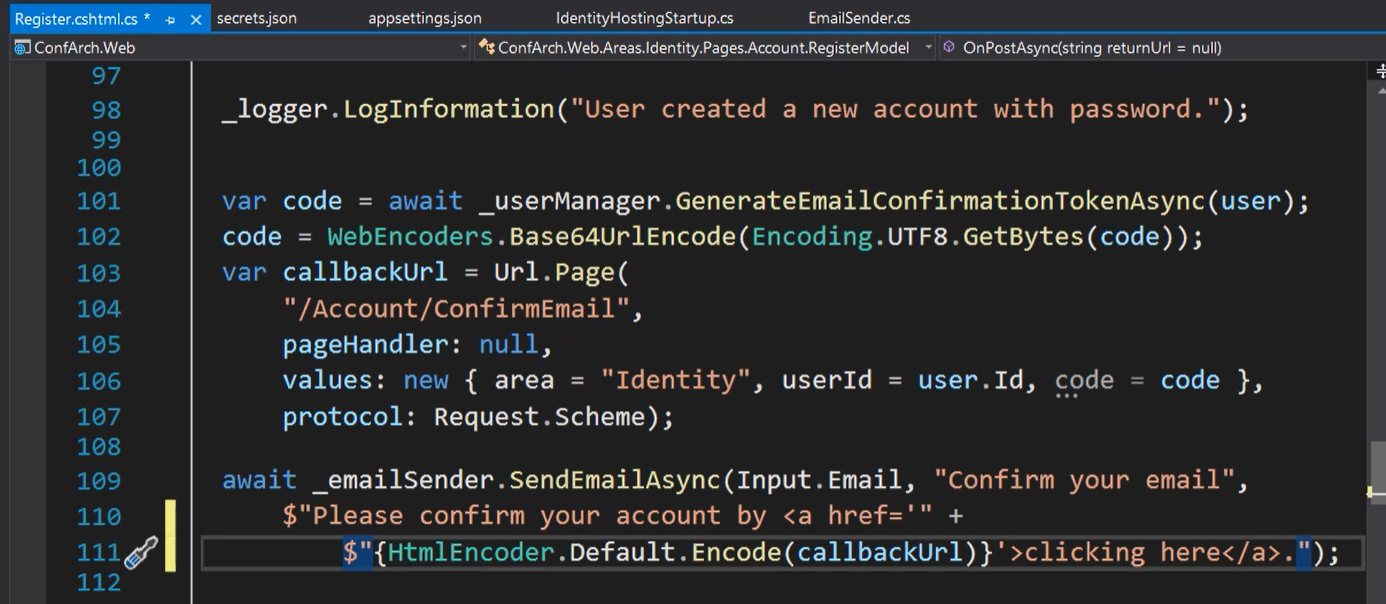 Register.cshtml.cs * secrets.json appsettings.json IdentityHostingStartup.cs EmailSender.cs
ConfArch.Web ConfArch.Web.Areas.Identity.Pages.Account.RegisterModel OnPostAsync(string returnUrl = null)
97
98 _logger.LogInformation("User created a new account with password.");
99
100
101 var code = await _userManager.GenerateEmailConfirmationTokenAsync(user);
102 code = WebEncoders.Base64UrlEncode(Encoding.UTF8.GetBytes(code));
103 var callbackUrl = Url.Page(
104 "/Account/ConfirmEmail",
105 pageHandler: null,
106 values: new { area = "Identity", userId = user.Id, code = code },
107 protocol: Request.Scheme);
108
109 await _emailSender.SendEmailAsync(Input.Email, "Confirm your email",
110 $"Please confirm your account by <a href='" +
111 $"{HtmlEncoder.Default.Encode(callbackUrl)}'>clicking here</a>.");
112